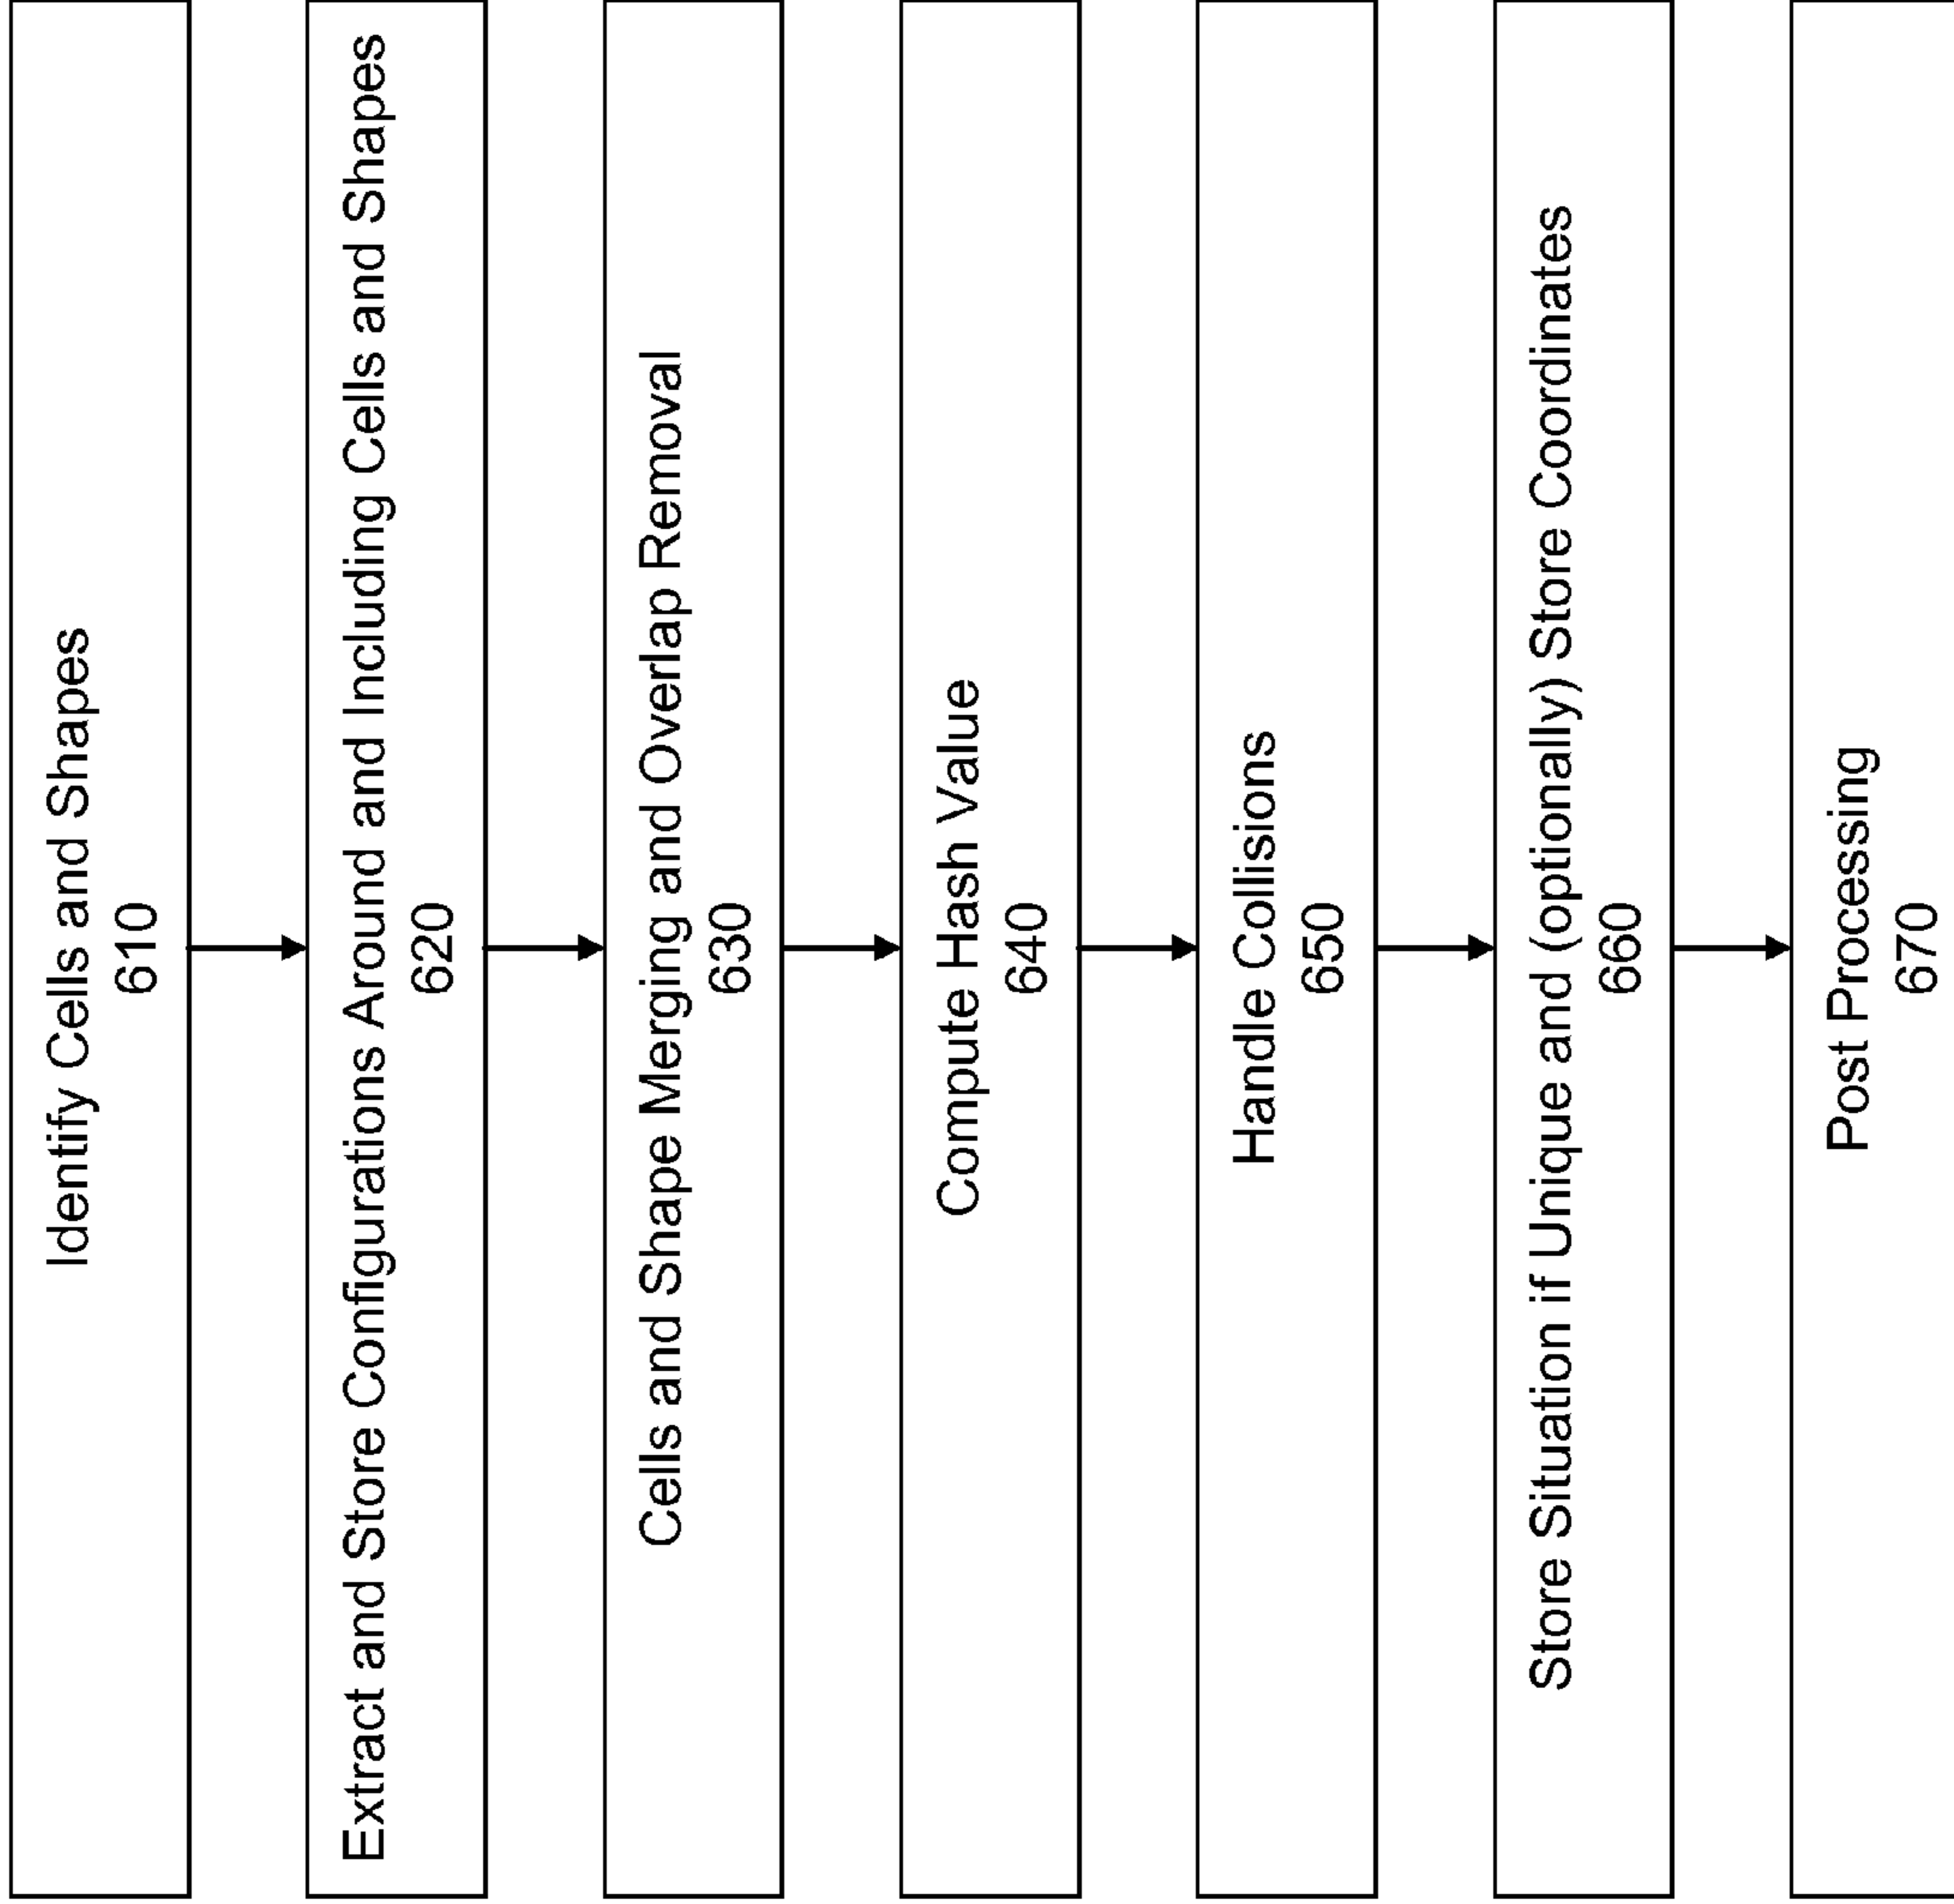 Identify Cells and Shapes
610
Extract and Store Configurations Around and Including Cells and Shapes
620
Cells and Shape Merging and Overlap Removal
630
Compute Hash Value
640
Handle Collisions
650
Store Situation if Unique and (optionally) Store Coordinates
660
Post Processing
670